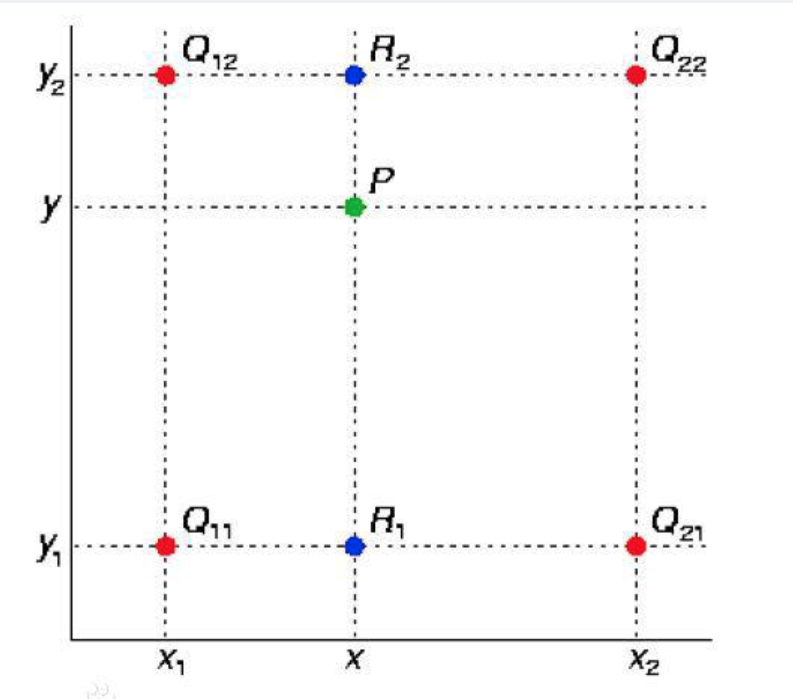 Q₁₂ R₂ Q₂₂
y₂
P
y
Q₁₁ R₁ Q₂₁
y₁
x₁ x x₂